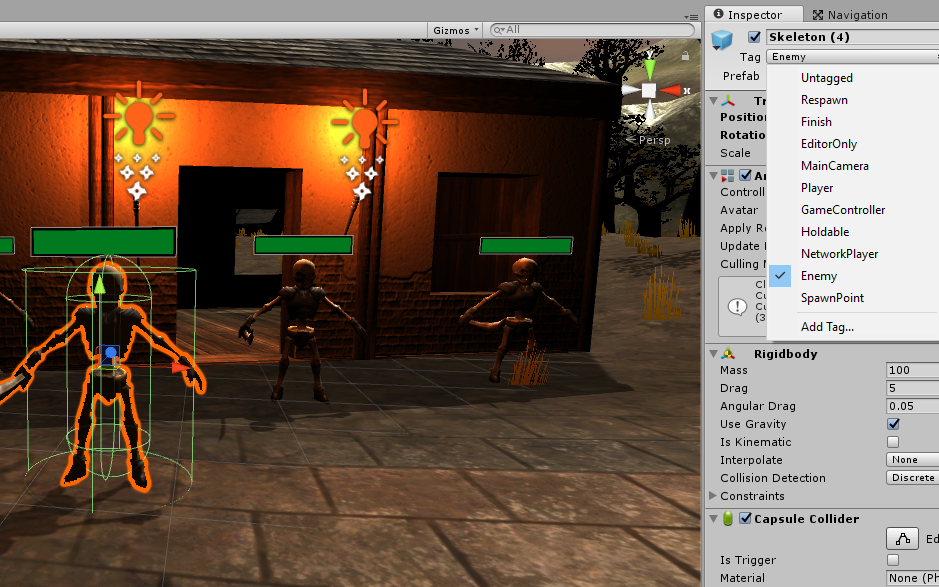 Inspector
Navigation
Gizmos
All
Skeleton (4)
Tag Enemy
Prefab
Untagged
Respawn
Finish
EditorOnly
MainCamera
Player
GameController
Holdable
NetworkPlayer
Enemy
SpawnPoint
Add Tag...
y
x
Persp
Tr
Position
Rotatio
Scale
An
Controll
Avatar
Apply Ro
Update
Culling
Cl
Cu
Cu
(3
Rigidbody
Mass 100
Drag 5
Angular Drag 0.05
Use Gravity
Is Kinematic
Interpolate None
Collision Detection Discrete
Constraints
Capsule Collider
Ed
Is Trigger
Material None (Ph